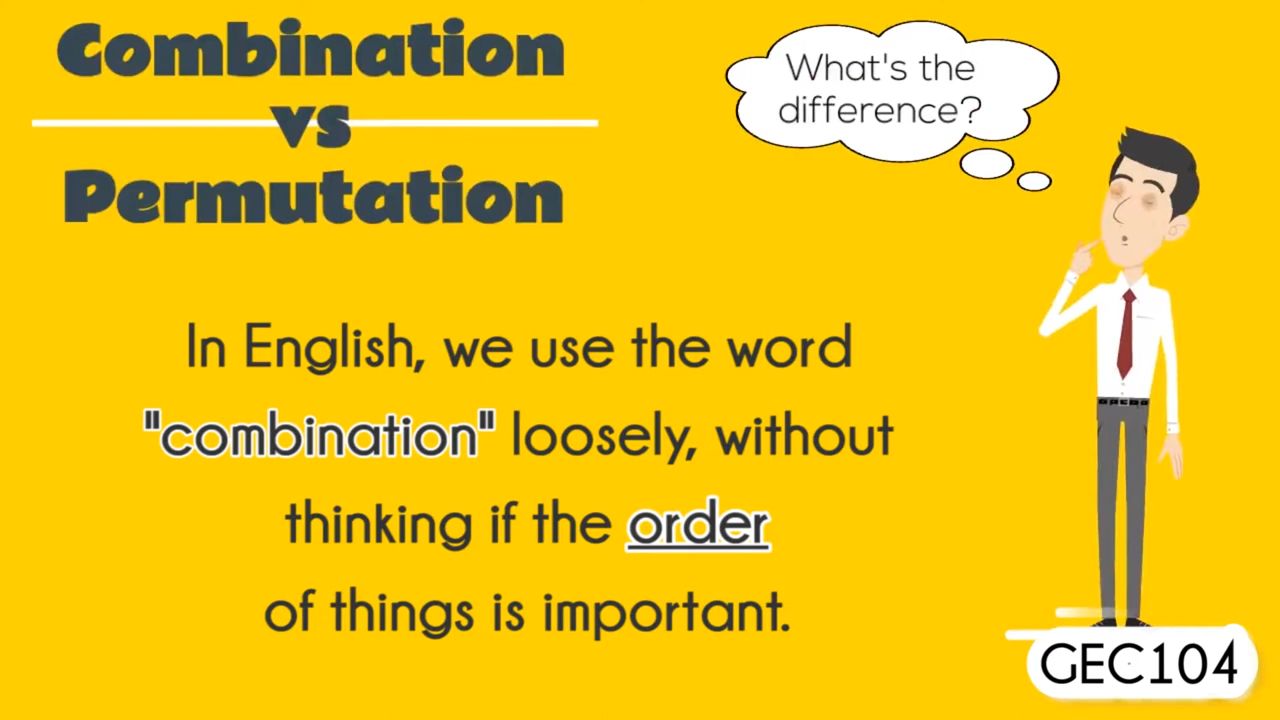 Combination
vs
Permutation
What's the
difference?
In English, we use the word
"combination" loosely, without
thinking if the order
of things is important.
GEC104